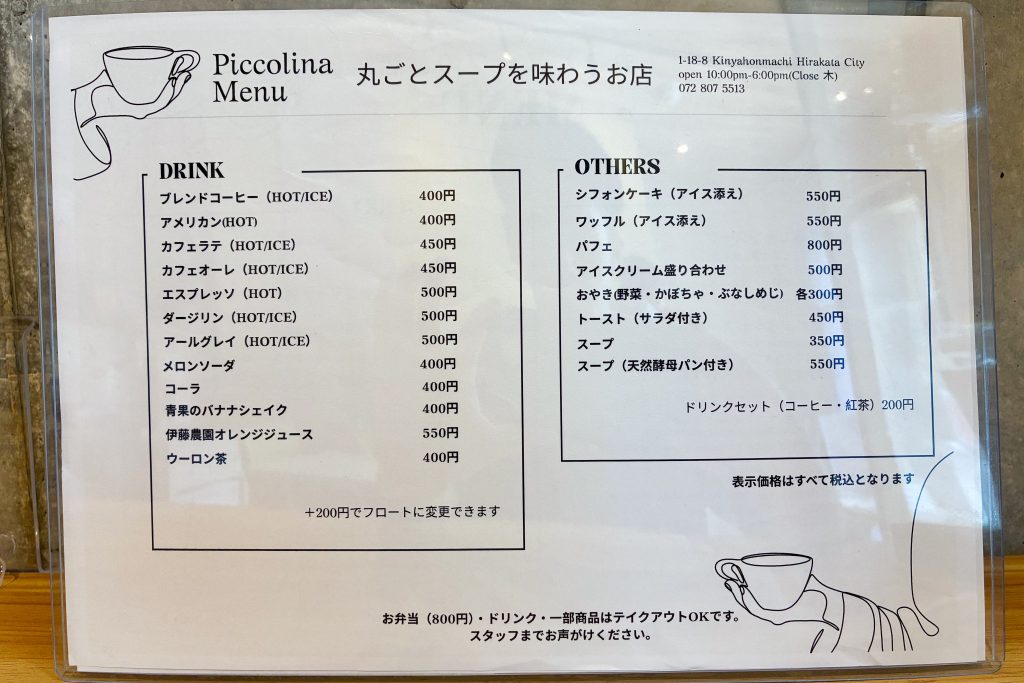 Piccolina
Menu
丸ごとスープを味わうお店
1-18-8 Kinyahonmachi Hirakata City
open 10:00pm-6:00pm(Close 木)
072 807 5513
DRINK
ブレンドコーヒー（HOT/ICE） 400円
アメリカン(HOT) 400円
カフェラテ（HOT/ICE） 450円
カフェオーレ（HOT/ICE） 450円
エスプレッソ（HOT） 500円
ダージリン（HOT/ICE） 500円
アールグレイ（HOT/ICE） 500円
メロンソーダ 400円
コーラ 400円
青果のバナナシェイク 400円
伊藤農園オレンジジュース 550円
ウーロン茶 400円
＋200円でフロートに変更できます
OTHERS
シフォンケーキ（アイス添え） 550円
ワッフル（アイス添え） 550円
パフェ 800円
アイスクリーム盛り合わせ 500円
おやき(野菜・かぼちゃ・ぶなしめじ) 各300円
トースト（サラダ付き） 450円
スープ 350円
スープ（天然酵母パン付き） 550円
ドリンクセット（コーヒー・紅茶）200円
表示価格はすべて税込となります
お弁当（800円）・ドリンク・一部商品はテイクアウトOKです。
スタッフまでお声がけください。